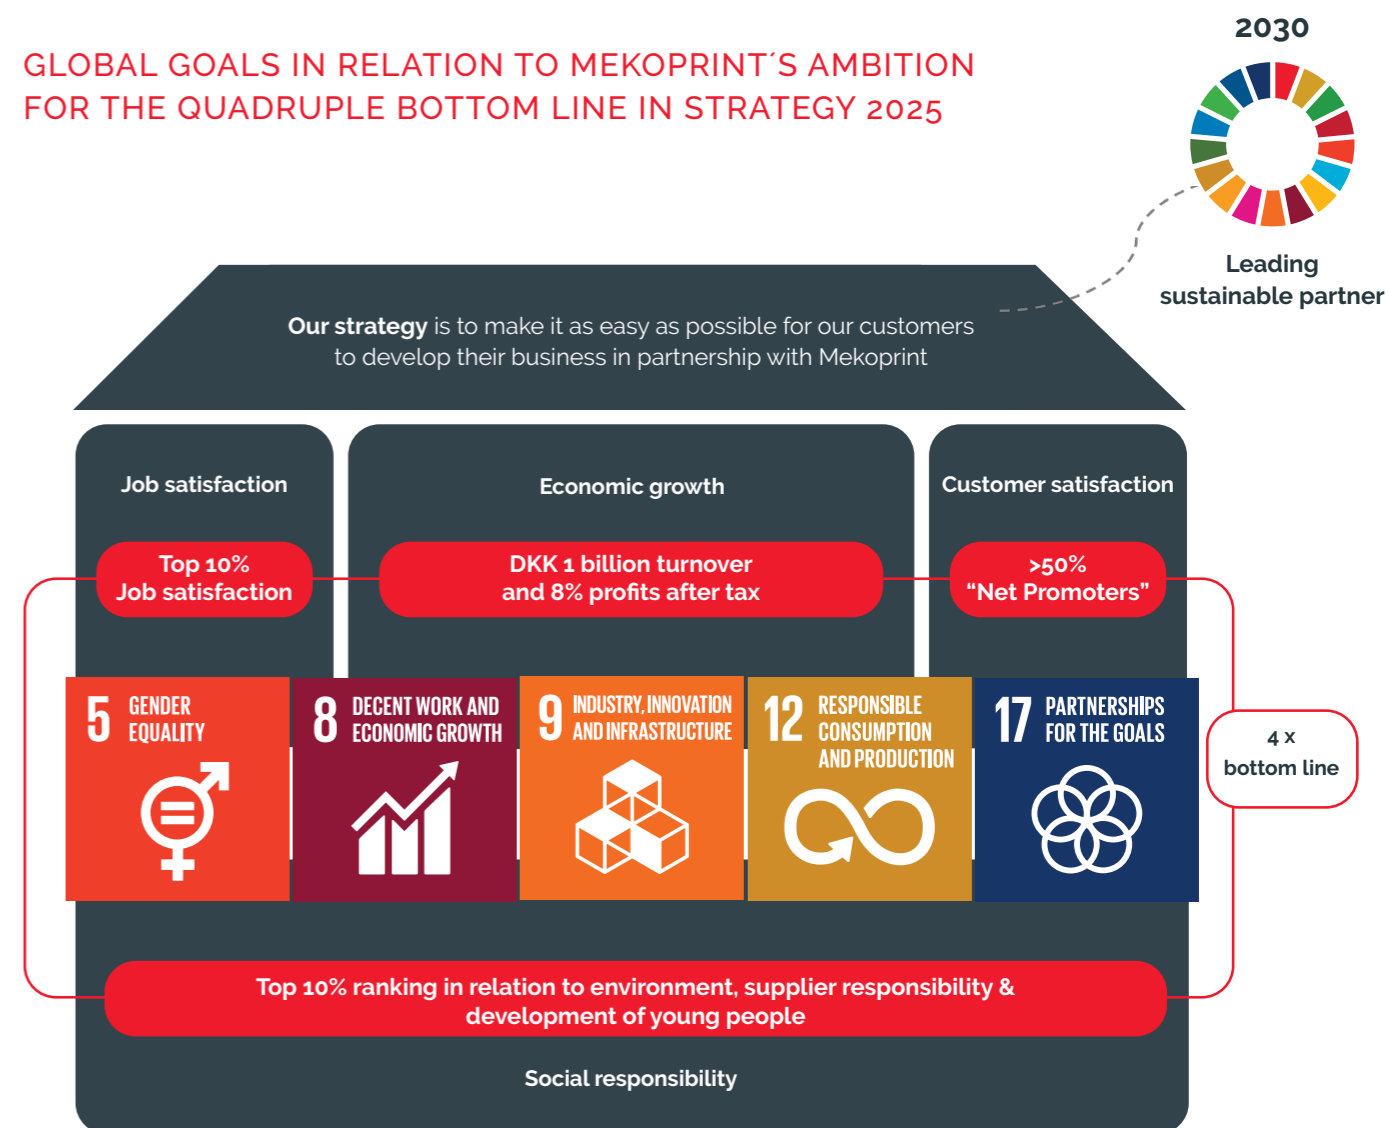 GLOBAL GOALS IN RELATION TO MEKOPRINT´S AMBITION
FOR THE QUADRUPLE BOTTOM LINE IN STRATEGY 2025
2030
Leading
sustainable partner
Our strategy is to make it as easy as possible for our customers
to develop their business in partnership with Mekoprint
Job satisfaction
Economic growth
Customer satisfaction
Top 10%
Job satisfaction
DKK 1 billion turnover
and 8% profits after tax
>50%
“Net Promoters”
5 GENDER
EQUALITY
8 DECENT WORK AND
ECONOMIC GROWTH
9 INDUSTRY, INNOVATION
AND INFRASTRUCTURE
12 RESPONSIBLE
CONSUMPTION
AND PRODUCTION
17 PARTNERSHIPS
FOR THE GOALS
4 x
bottom line
Top 10% ranking in relation to environment, supplier responsibility &
development of young people
Social responsibility